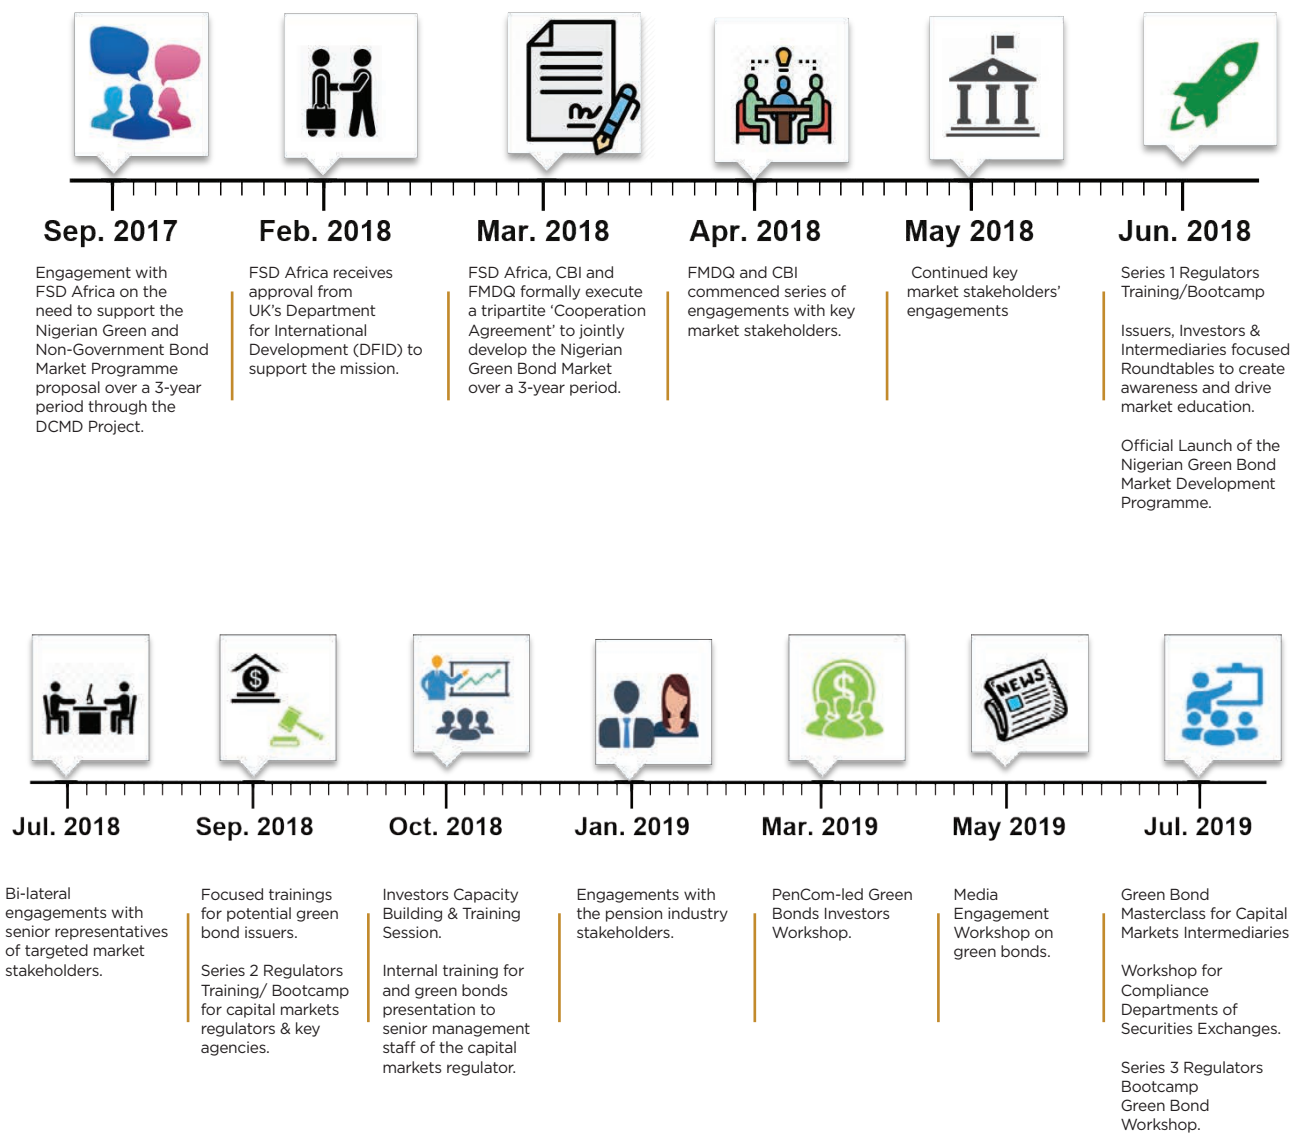 Sep. 2017
Engagement with
FSD Africa on the
need to support the
Nigerian Green and
Non-Government Bond
Market Programme
proposal over a 3-year
period through the
DCMD Project.
Feb. 2018
FSD Africa receives
approval from
UK's Department
for International
Development (DFID) to
support the mission.
Mar. 2018
FSD Africa, CBI and
FMDQ formally execute
a tripartite ‘Cooperation
Agreement’ to jointly
develop the Nigerian
Green Bond Market
over a 3-year period.
Apr. 2018
FMDQ and CBI
commenced series of
engagements with key
market stakeholders.
May 2018
Continued key
market stakeholders’
engagements
Jun. 2018
Series 1 Regulators
Training/Bootcamp
Issuers, Investors &
Intermediaries focused
Roundtables to create
awareness and drive
market education.
Official Launch of the
Nigerian Green Bond
Market Development
Programme.
Jul. 2018
Bi-lateral
engagements with
senior representatives
of targeted market
stakeholders.
$
Sep. 2018
Focused trainings
for potential green
bond issuers.
Series 2 Regulators
Training/ Bootcamp
for capital markets
regulators & key
agencies.
Oct. 2018
Investors Capacity
Building & Training
Session.
Internal training for
and green bonds
presentation to
senior management
staff of the capital
markets regulator.
Jan. 2019
Engagements with
the pension industry
stakeholders.
$
Mar. 2019
PenCom-led Green
Bonds Investors
Workshop.
NEWS
May 2019
Media
Engagement
Workshop on
green bonds.
Jul. 2019
Green Bond
Masterclass for Capital
Markets Intermediaries
Workshop for
Compliance
Departments of
Securities Exchanges.
Series 3 Regulators
Bootcamp
Green Bond
Workshop.